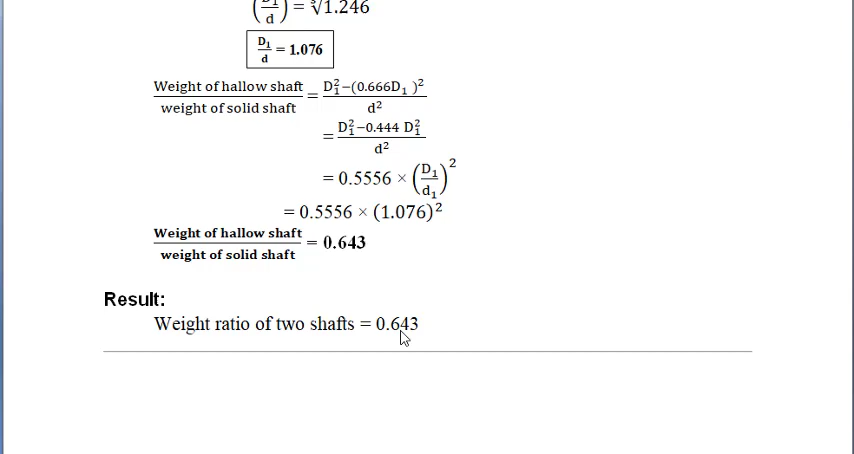 (D₁/d) = ∛1.246
D₁/d = 1.076
Weight of hallow shaft/weight of solid shaft = D₁²−(0.666D₁ )²/d²
= D₁²−0.444 D₁²/d²
= 0.5556 × (D₁/d₁)²
= 0.5556 × (1.076)²
Weight of hallow shaft/weight of solid shaft = 0.643
Result:
Weight ratio of two shafts = 0.643